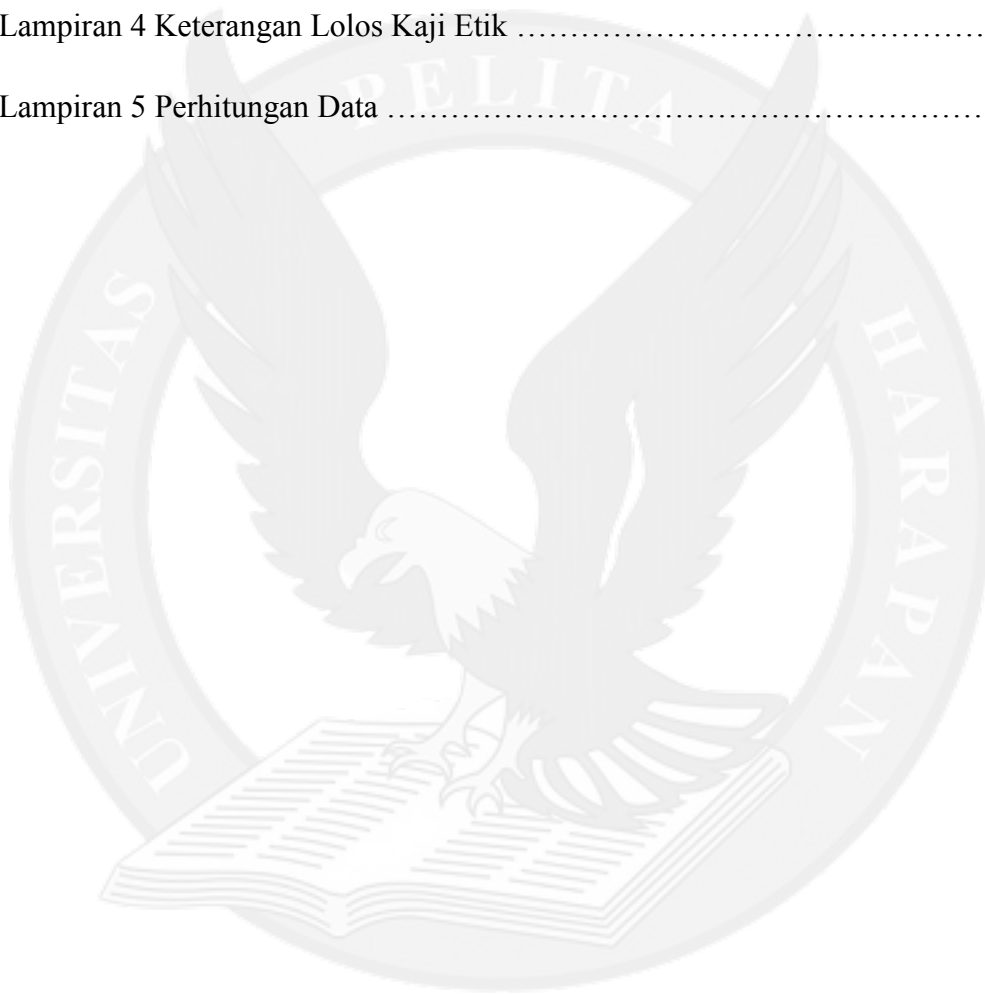 Lampiran 4 Keterangan Lolos Kaji Etik ……………………………………
Lampiran 5 Perhitungan Data ……………………………………………
UNIVERSITAS PELITA HARAPAN